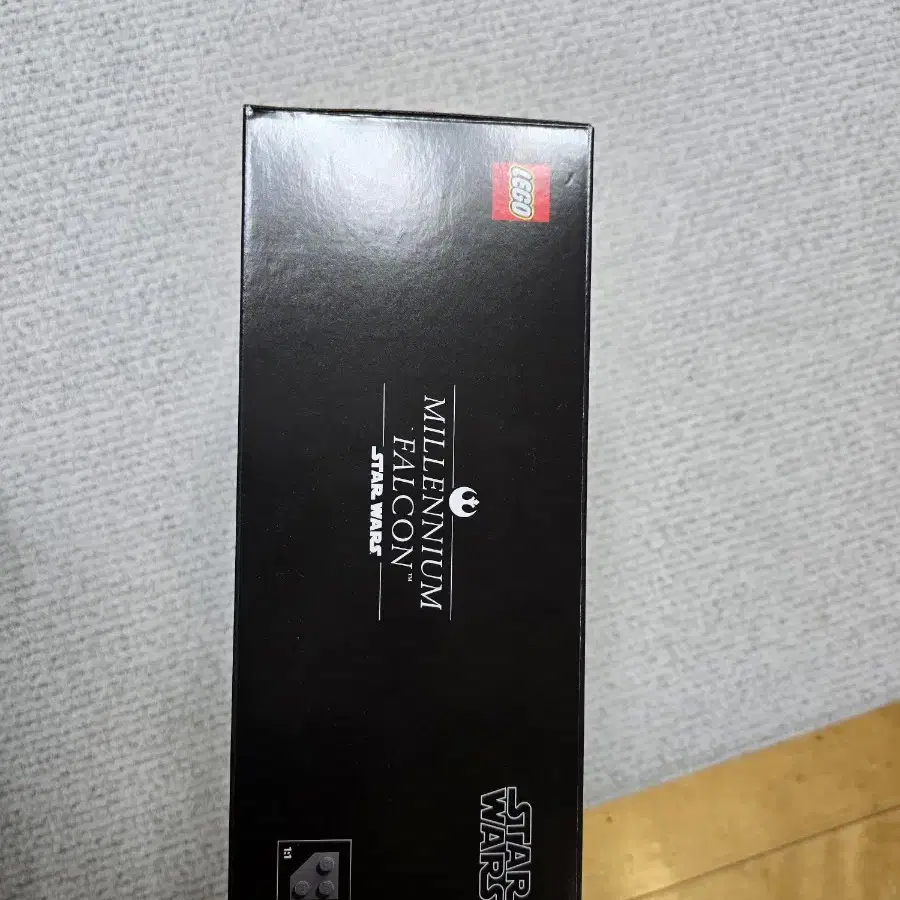 LEGO
MILLENNIUM
FALCON™
STAR WARS
STAR
WARS
1:1